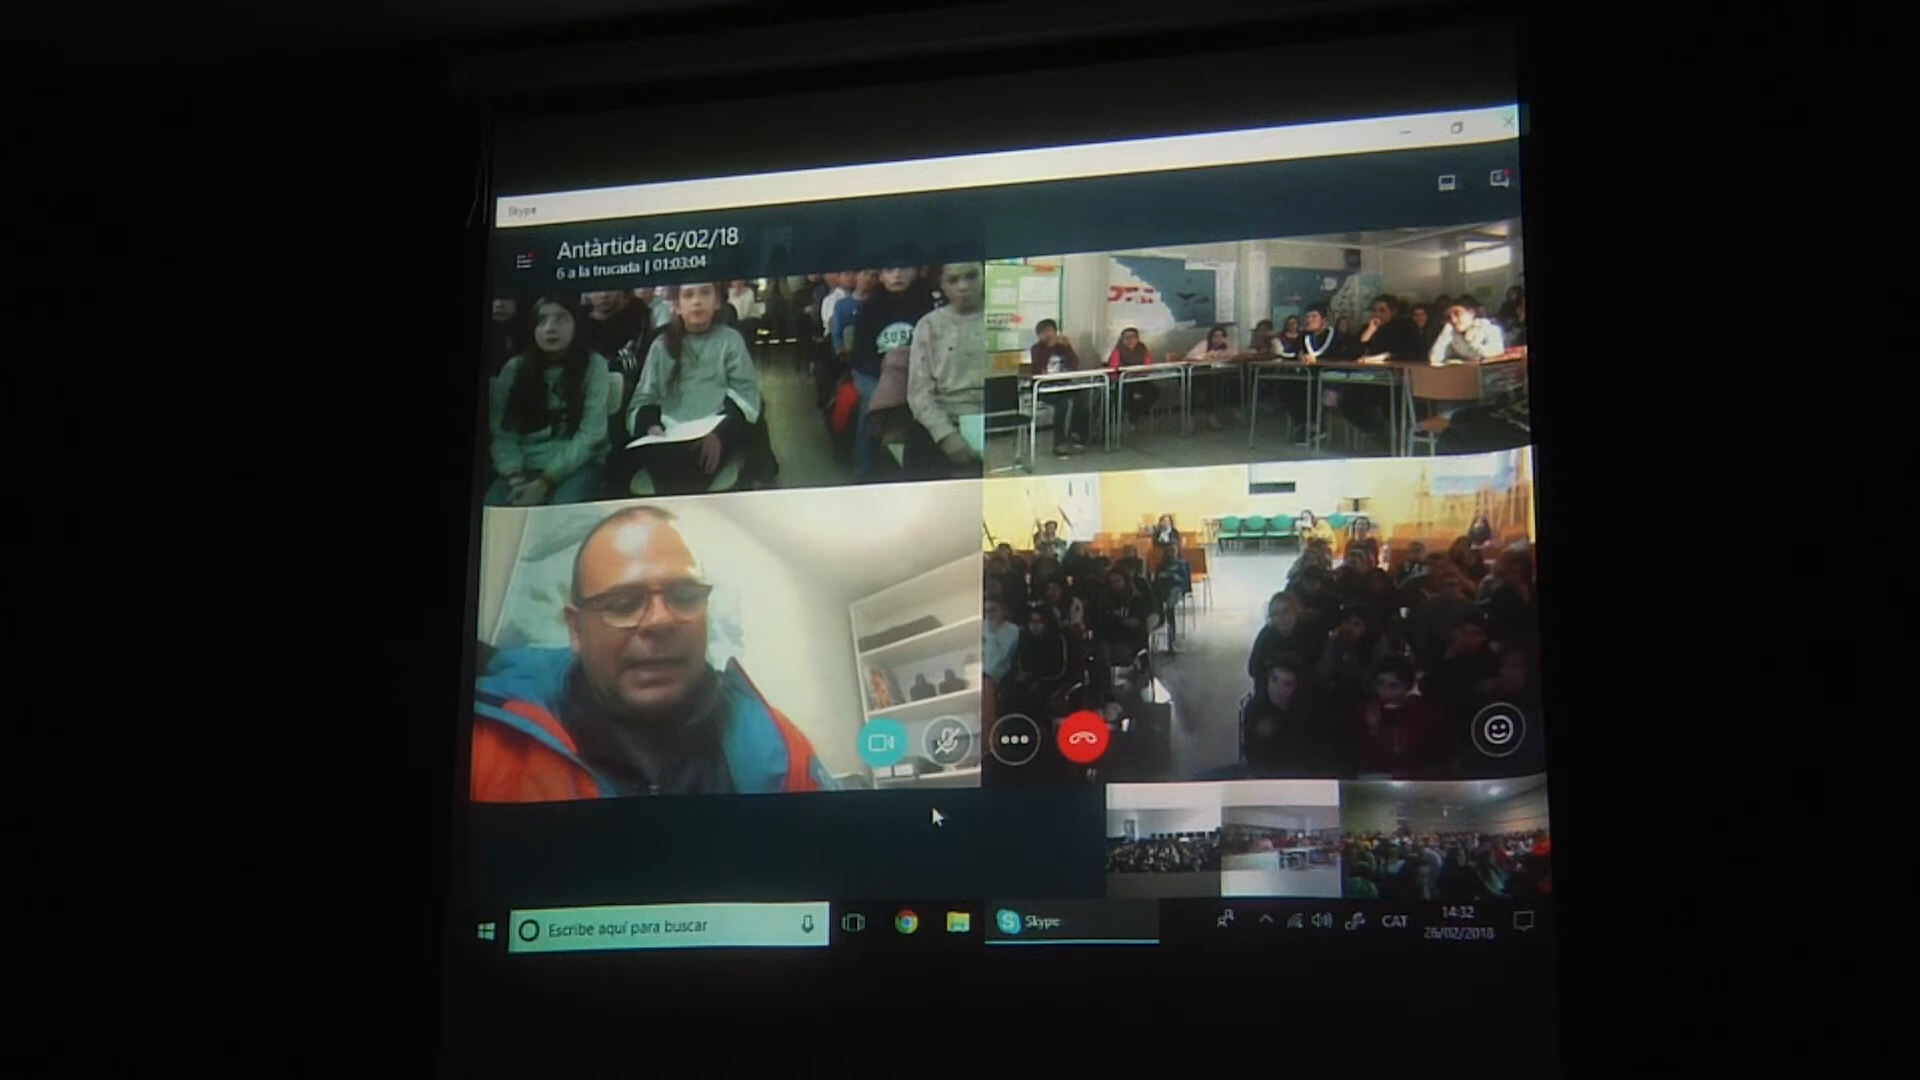 Skype
Antàrtida 26/02/18
6 a la trucada | 01:03:04
SURF
Escribe aquí para buscar
Skype
CAT
14:32
26/02/2018